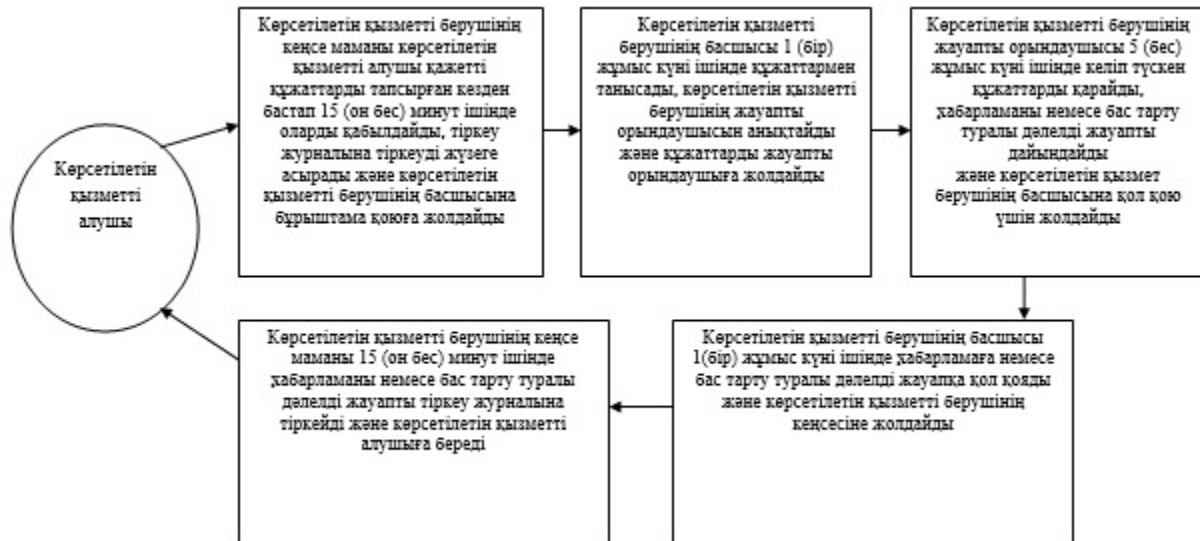 Көрсетілетін
қызметті
алушы
Көрсетілетін қызметті берушінің
кеңсе маманы көрсетілетін
қызметті алушы қажетті
құжаттарды тапсырған кезден
бастап 15 (он бес) минут ішінде
оларды қабылдайды, тіркеу
журналына тіркеуді жүзеге
асырады және көрсетілетін
қызметті берушінің басшысына
бұрыштама қоюға жолдайды
Көрсетілетін қызметті
берушінің басшысы 1 (бір)
жұмыс күні ішінде құжаттармен
танысады, көрсетілетін қызметті
берушінің жауапты
орындаушысын анықтайды
және құжаттарды жауапты
орындаушыға жолдайды
Көрсетілетін қызметті берушінің
жауапты орындаушысы 5 (бес)
жұмыс күні ішінде келіп түскен
құжаттарды қарайды,
хабарламаны немесе бас тарту
туралы дәлелді жауапты
дайындайды
және көрсетілетін қызмет
берушінің басшысына қол қою
үшін жолдайды
Көрсетілетін қызметті берушінің басшысы
1(бір) жұмыс күні ішінде хабарламаға немесе
бас тарту туралы дәлелді жауапқа қол қояды
және көрсетілетін қызметті берушінің
кеңсесіне жолдайды
Көрсетілетін қызметті берушінің кеңсе
маманы 15 (он бес) минут ішінде
хабарламаны немесе бас тарту туралы
дәлелді жауапты тіркеу журналына
тіркейді және көрсетілетін қызметті
алушыға береді